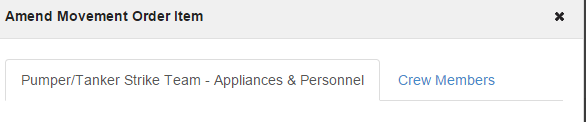 Amend Movement Order Item
Pumper/Tanker Strike Team - Appliances & Personnel
Crew Members